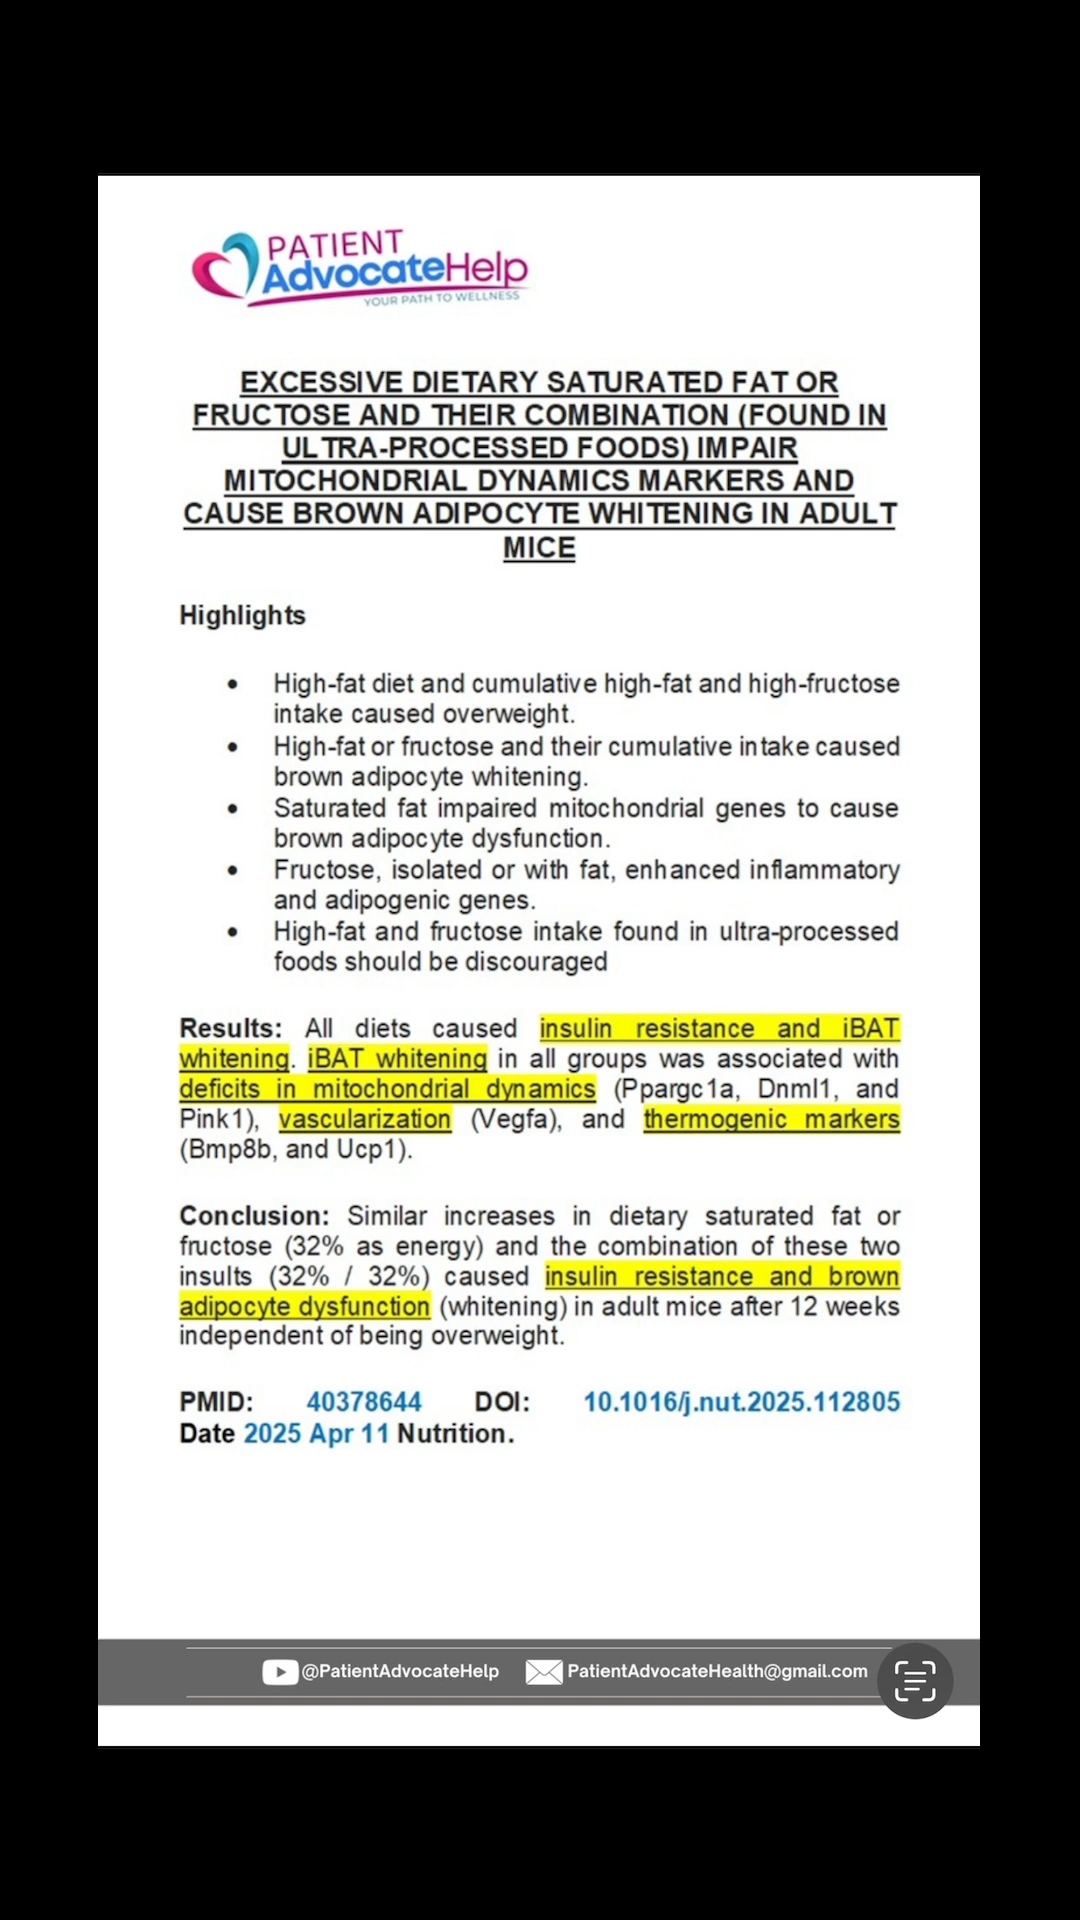 PATIENT
AdvocateHelp
YOUR PATH TO WELLNESS
EXCESSIVE DIETARY SATURATED FAT OR
FRUCTOSE AND THEIR COMBINATION (FOUND IN
ULTRA-PROCESSED FOODS) IMPAIR
MITOCHONDRIAL DYNAMICS MARKERS AND
CAUSE BROWN ADIPOCYTE WHITENING IN ADULT
MICE
Highlights
• High-fat diet and cumulative high-fat and high-fructose
intake caused overweight.
• High-fat or fructose and their cumulative intake caused
brown adipocyte whitening.
• Saturated fat impaired mitochondrial genes to cause
brown adipocyte dysfunction.
• Fructose, isolated or with fat, enhanced inflammatory
and adipogenic genes.
• High-fat and fructose intake found in ultra-processed
foods should be discouraged
Results: All diets caused insulin resistance and iBAT
whitening. iBAT whitening in all groups was associated with
deficits in mitochondrial dynamics (Ppargc1a, Dnml1, and
Pink1), vascularization (Vegfa), and thermogenic markers
(Bmp8b, and Ucp1).
Conclusion: Similar increases in dietary saturated fat or
fructose (32% as energy) and the combination of these two
insults (32% / 32%) caused insulin resistance and brown
adipocyte dysfunction (whitening) in adult mice after 12 weeks
independent of being overweight.
PMID: 40378644 DOI: 10.1016/j.nut.2025.112805
Date 2025 Apr 11 Nutrition.
@PatientAdvocateHelp PatientAdvocateHealth@gmail.com